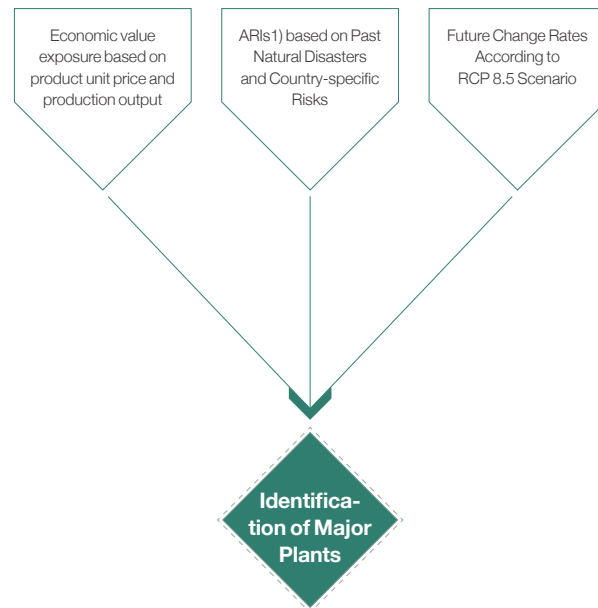 Economic value
exposure based on
product unit price and
production output
ARIs1) based on Past
Natural Disasters
and Country-specific
Risks
Future Change Rates
According to
RCP 8.5 Scenario
Identifica-
tion of Major
Plants